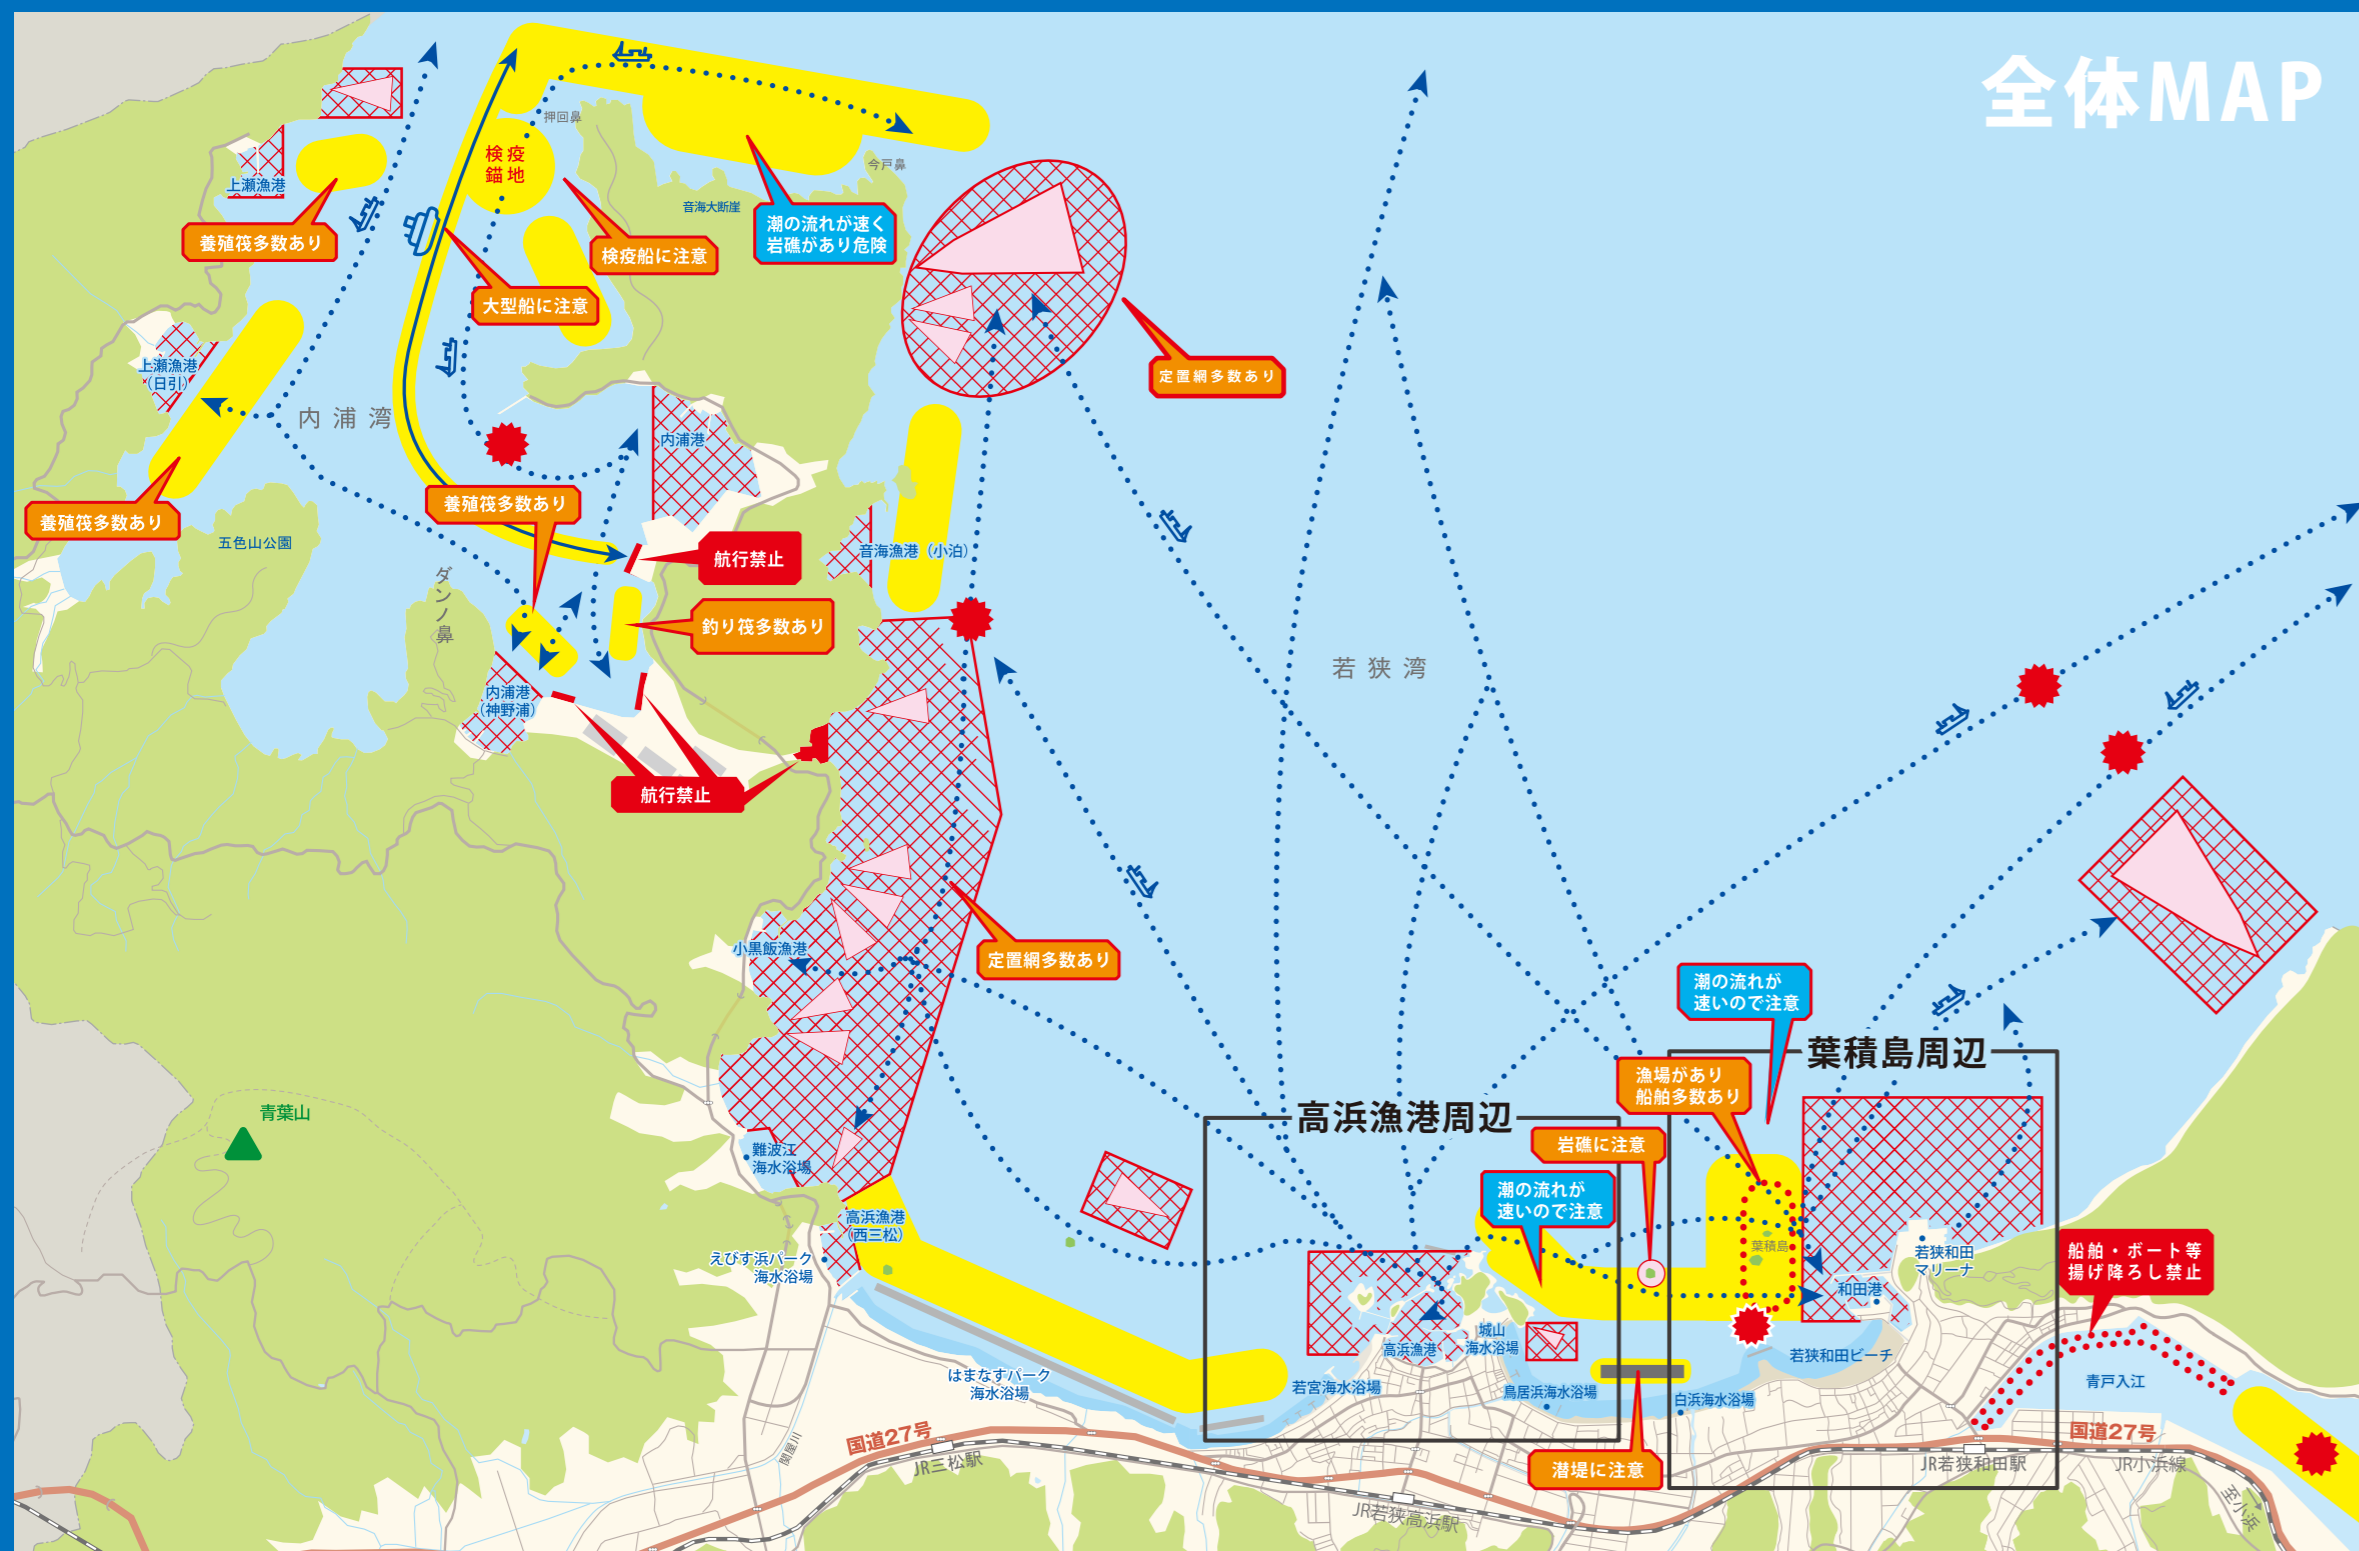 全体MAP
押回鼻
検疫
錨地
今戸鼻
上瀬漁港
音海大断崖
潮の流れが速く
岩礁があり危険
養殖筏多数あり
検疫船に注意
大型船に注意
上瀬漁港
（日引）
定置網多数あり
内浦湾
内浦港
養殖筏多数あり
養殖筏多数あり
五色山公園
音海漁港（小泊）
航行禁止
ダンノ鼻
釣り筏多数あり
若狭湾
内浦港
（神野浦）
航行禁止
小黒飯漁港
定置網多数あり
潮の流れが
速いので注意
葉積島周辺
漁場があり
船舶多数あり
青葉山
高浜漁港周辺
岩礁に注意
難波江
海水浴場
潮の流れが
速いので注意
高浜漁港
（西三松）
えびす浜パーク
海水浴場
葉積島
若狭和田
マリーナ
船舶・ボート等
揚げ降ろし禁止
和田港
城山
海水浴場
高浜漁港
若狭和田ビーチ
はまなすパーク
海水浴場
若宮海水浴場
鳥居浜海水浴場
白浜海水浴場
青戸入江
国道27号
関屋川
JR三松駅
国道27号
潜堤に注意
JR若狭和田駅
JR小浜線
至小浜
JR若狭高浜駅